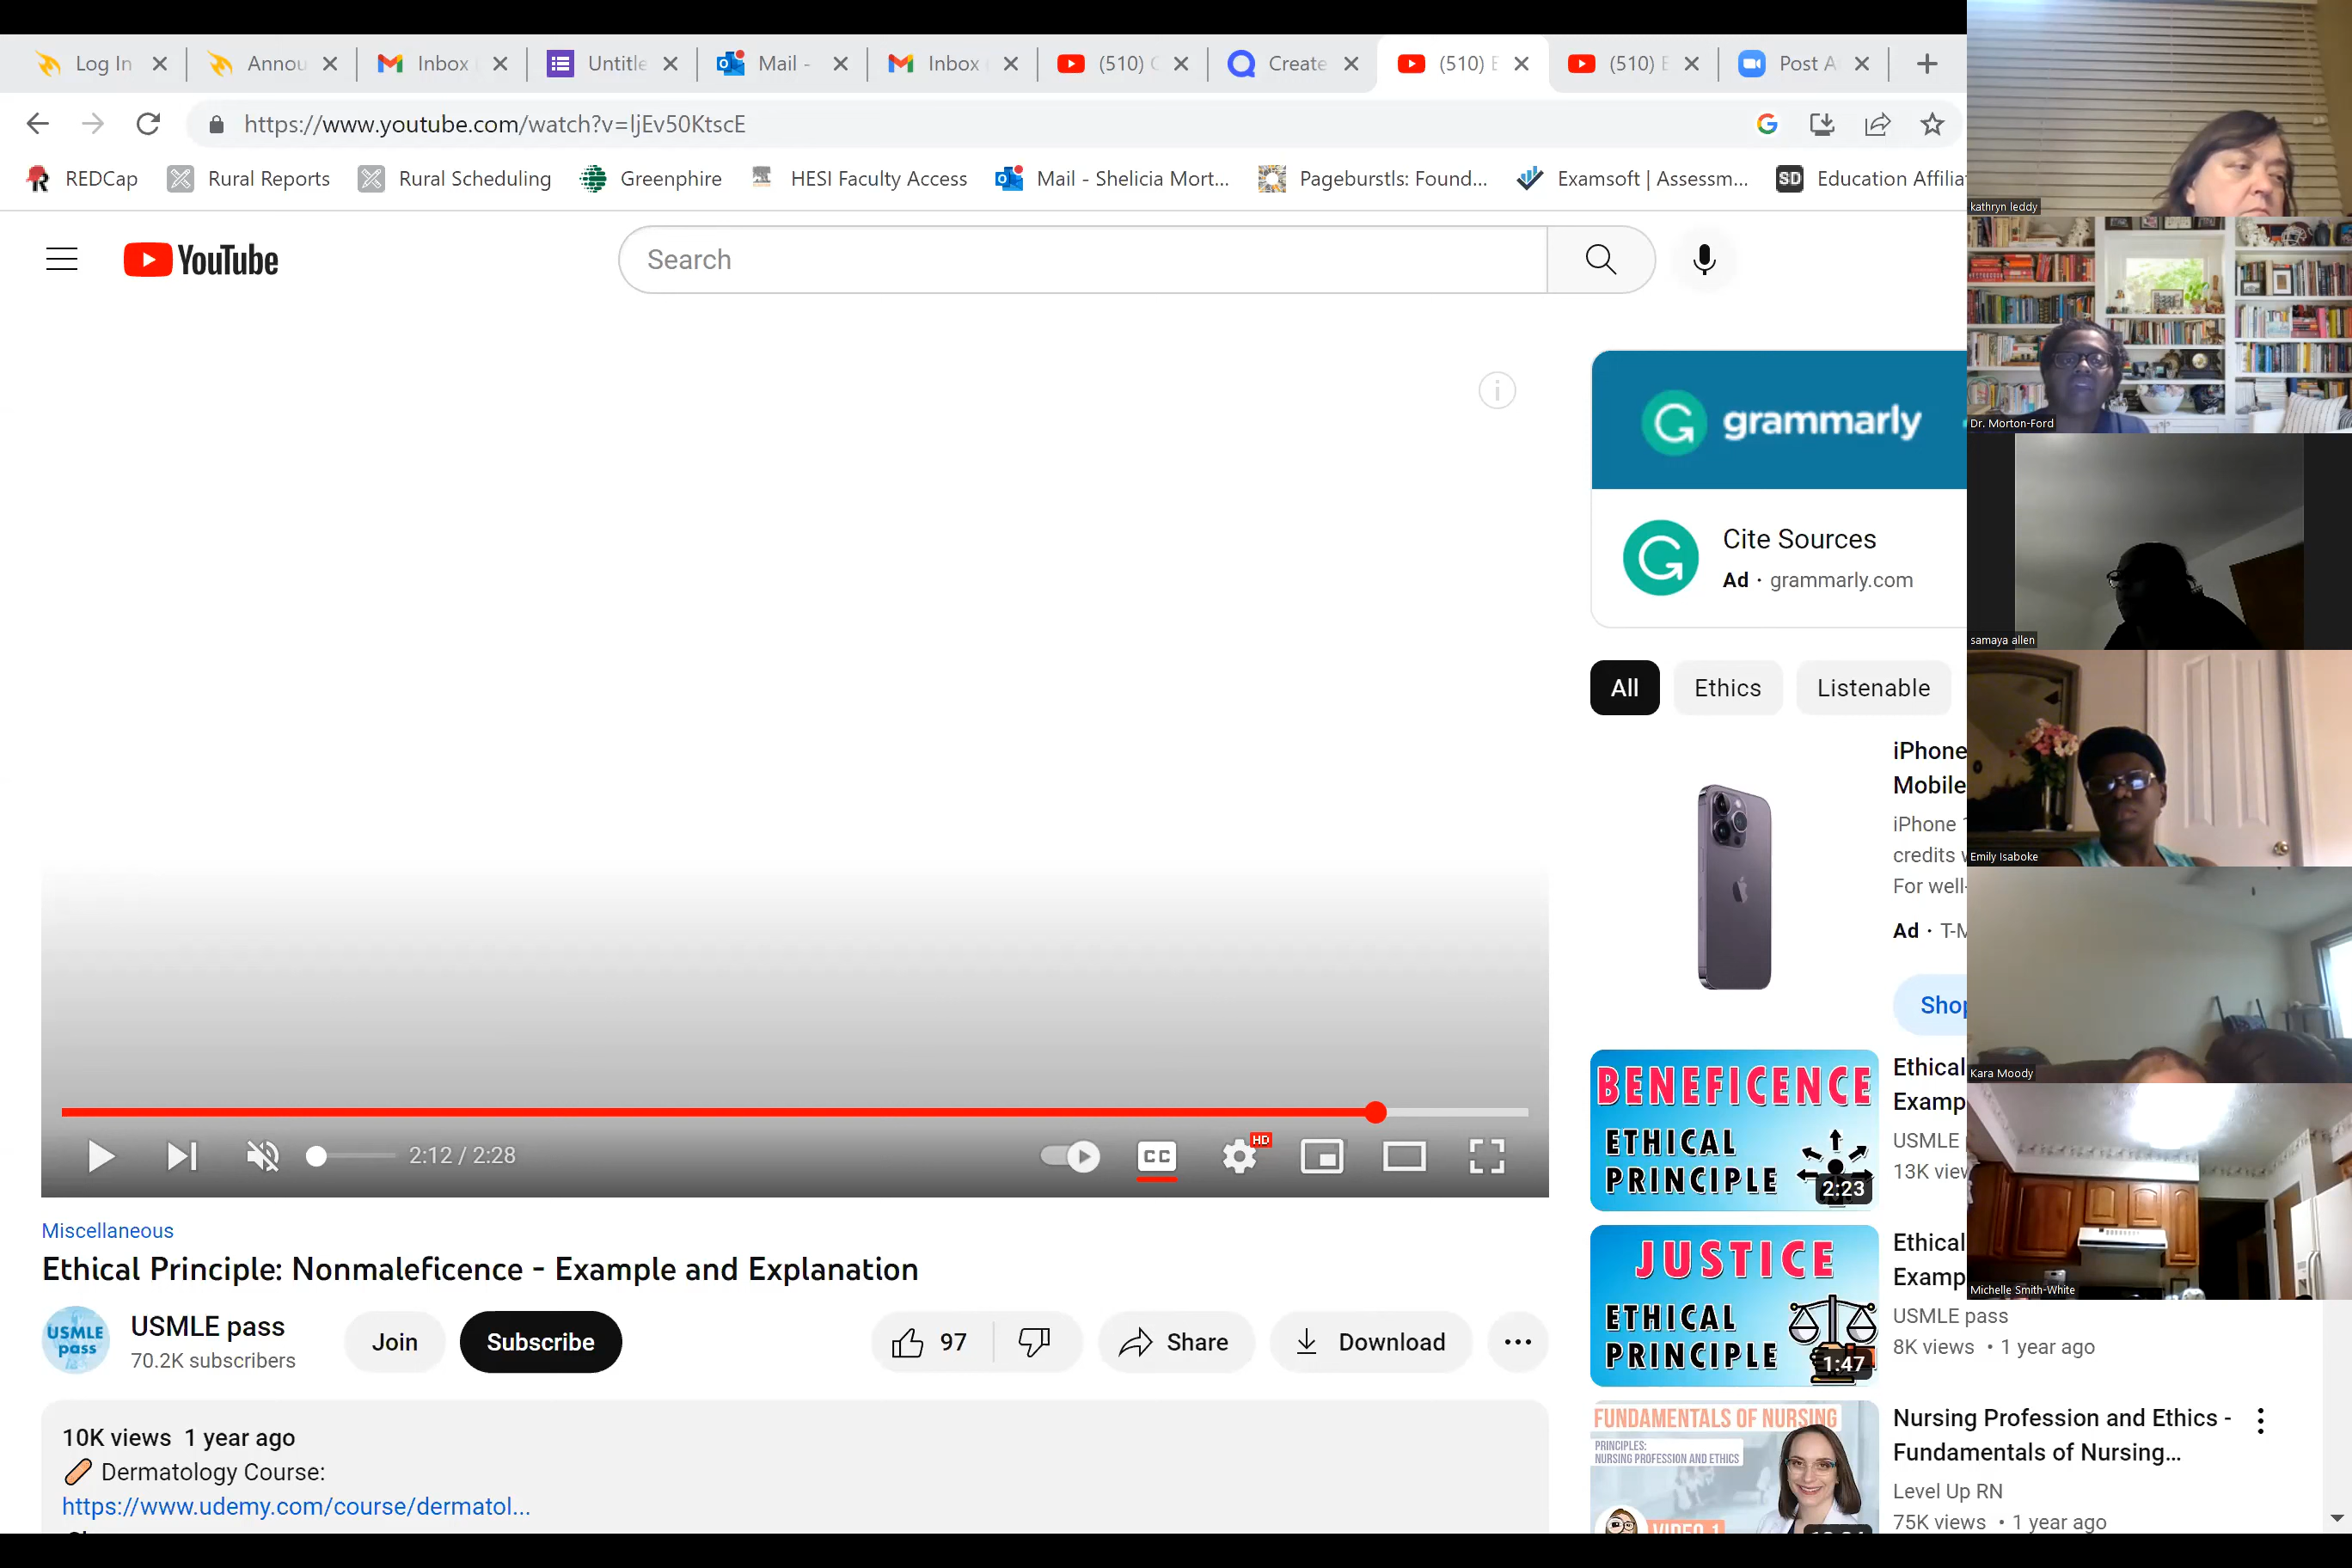 Log In
Annou
Inbox
Untitle
Mail -
Inbox
(510) C
Create
(510) E
(510) E
Post A
https://www.youtube.com/watch?v=ljEv50KtscE
REDCap
Rural Reports
Rural Scheduling
Greenphire
HESI Faculty Access
Mail - Shelicia Mort...
Pageburstls: Found...
Examsoft | Assessm...
SD
Education Affilia
YouTube
Search
kathryn leddy
Dr. Morton-Ford
samaya allen
Emily Isaboke
Kara Moody
Michelle Smith-White
grammarly
Cite Sources
Ad · grammarly.com
All
Ethics
Listenable
iPhone
Mobile
iPhone
credits
For well-
Ad · T-M
Shop
2:12 / 2:28
CC
HD
BENEFICENCE
ETHICAL
PRINCIPLE
2:23
Ethical
Examp
USMLE
13K view
JUSTICE
ETHICAL
PRINCIPLE
1:47
Ethical
Examp
USMLE pass
8K views • 1 year ago
FUNDAMENTALS OF NURSING
PRINCIPLES:
NURSING PROFESSION AND ETHICS
VIDEO 1
Nursing Profession and Ethics -
Fundamentals of Nursing...
Level Up RN
75K views • 1 year ago
Miscellaneous
Ethical Principle: Nonmaleficence - Example and Explanation
USMLE
pass
USMLE pass
70.2K subscribers
Join
Subscribe
97
Share
Download
10K views 1 year ago
Dermatology Course:
https://www.udemy.com/course/dermatol...